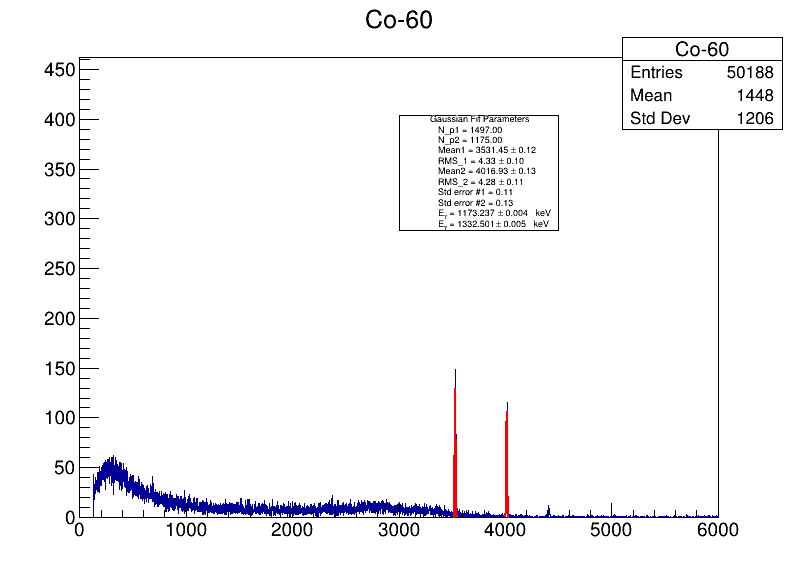 Co-60
Co-60
Entries 50188
Mean 1448
Std Dev 1206
Gaussian Fit Parameters
N_p1 = 1497.00
N_p2 = 1175.00
Mean1 = 3531.45 ± 0.12
RMS_1 = 4.33 ± 0.10
Mean2 = 4016.93 ± 0.13
RMS_2 = 4.28 ± 0.11
Std error #1 = 0.11
Std error #2 = 0.13
Eγ = 1173.237 ± 0.004 keV
Eγ = 1332.501 ± 0.005 keV
450
400
350
300
250
200
150
100
50
0
0 1000 2000 3000 4000 5000 6000